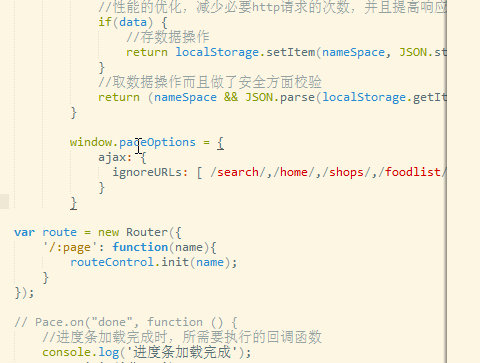 //性能的优化，减少必要http请求的次数，并且提高响应
if(data) {
//存数据操作
return localStorage.setItem(nameSpace, JSON.st
}
//取数据操作而且做了安全方面校验
return (nameSpace && JSON.parse(localStorage.getIt
}
window.paceOptions = {
ajax: {
ignoreURLs: [ /search/,/home/,/shops/,/foodlist/
}
}
var route = new Router({
'/:page': function(name){
routeControl.init(name);
}
});
// Pace.on("done", function () {
//进度条加载完成时，所需要执行的回调函数
console.log('进度条加载完成');